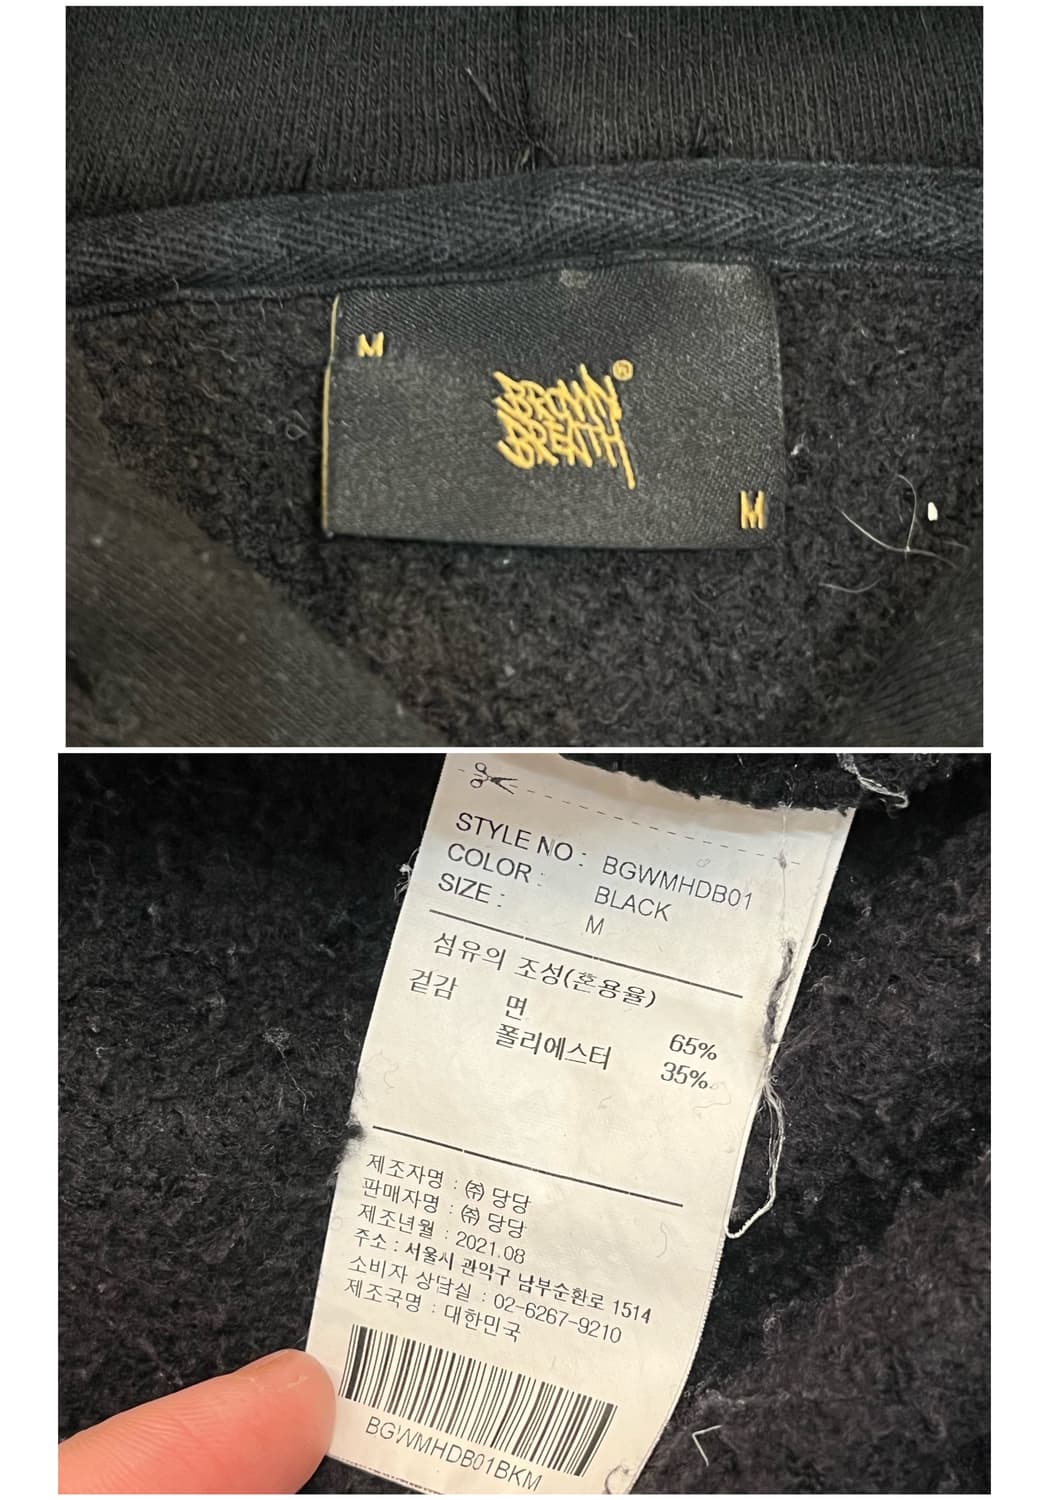 M
BROWN ®
BREATH
M
STYLE NO : BGWMHDB01
COLOR : BLACK
SIZE : M
섬유의 조성(혼용율)
겉감 면 65%
폴리에스터 35%
제조자명 : ㈜ 당당
판매자명 : ㈜ 당당
제조년월 : 2021.08
주소 : 서울시 관악구 남부순환로 1514
소비자 상담실 : 02-6267-9210
제조국명 : 대한민국
BGWMHDB01BKM